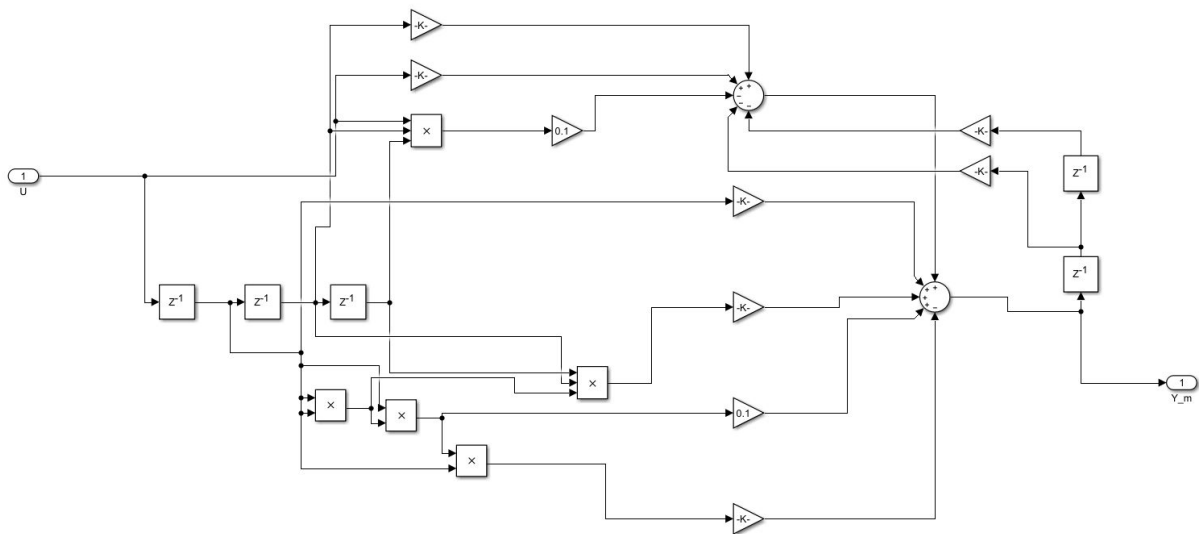 -K-
-K-
+
+
+
−
−
−
×
0.1
-K-
1
U
-K-
Z-1
-K-
Z-1
Z-1
Z-1
Z-1
-K-
+
+
+
+
−
×
1
Y_m
×
×
0.1
×
-K-